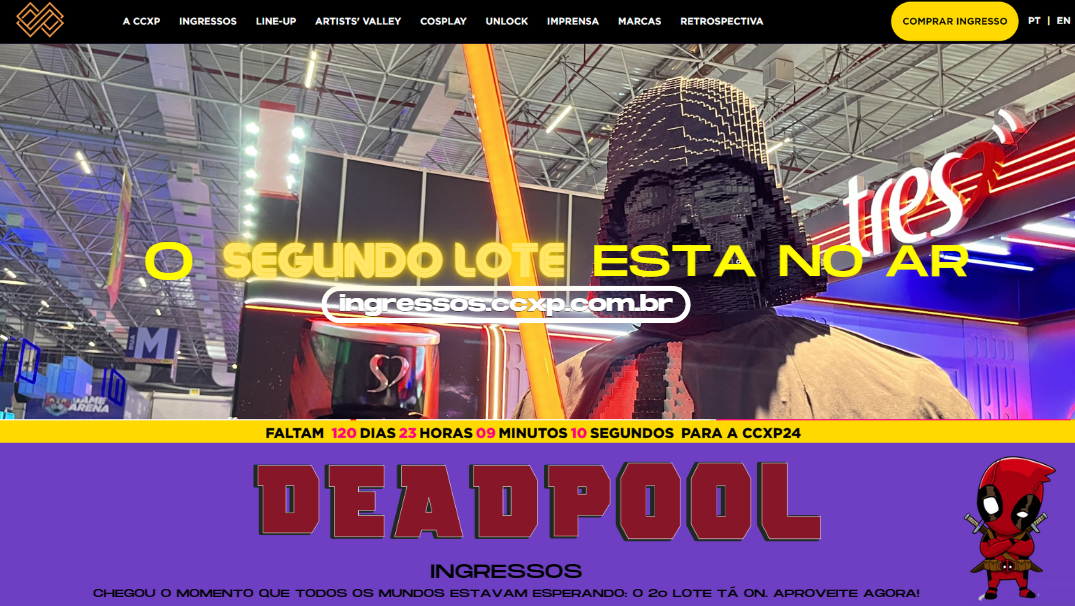 A CCXP INGRESSOS LINE-UP ARTISTS' VALLEY COSPLAY UNLOCK IMPRENSA MARCAS RETROSPECTIVA COMPRAR INGRESSO PT | EN
tres
O SEGUNDO LOTE ESTA NO AR
ingressos.ccxp.com.br
RUA M
GAME
ARENA
FALTAM 120 DIAS 23 HORAS 09 MINUTOS 10 SEGUNDOS PARA A CCXP24
DEADPOOL
INGRESSOS
CHEGOU O MOMENTO QUE TODOS OS MUNDOS ESTAVAM ESPERANDO: O 2o LOTE TÁ ON. APROVEITE AGORA!